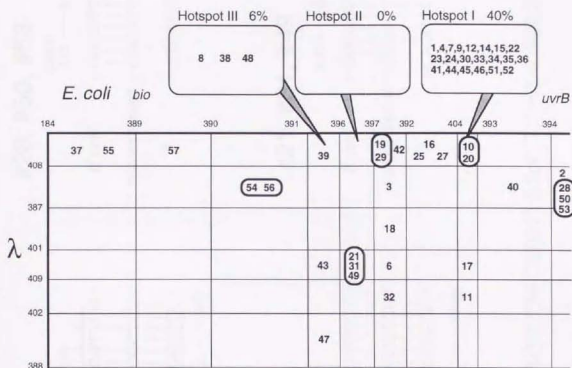 Hotspot III 6%
Hotspot II 0%
Hotspot I 40%
8 38 48
1,4,7,9,12,14,15,22
23,24,30,33,34,35,36
41,44,45,46,51,52
E. coli bio
uvrB
184 389 390 391 396 397 392 404 393 394
37 55 57 39 19 42 16 10
29 25 27 20
408
54 56 3 40 2
28
50
53
387
18
λ
401
43 21 6 17
31
49
409
32 11
402
47
388